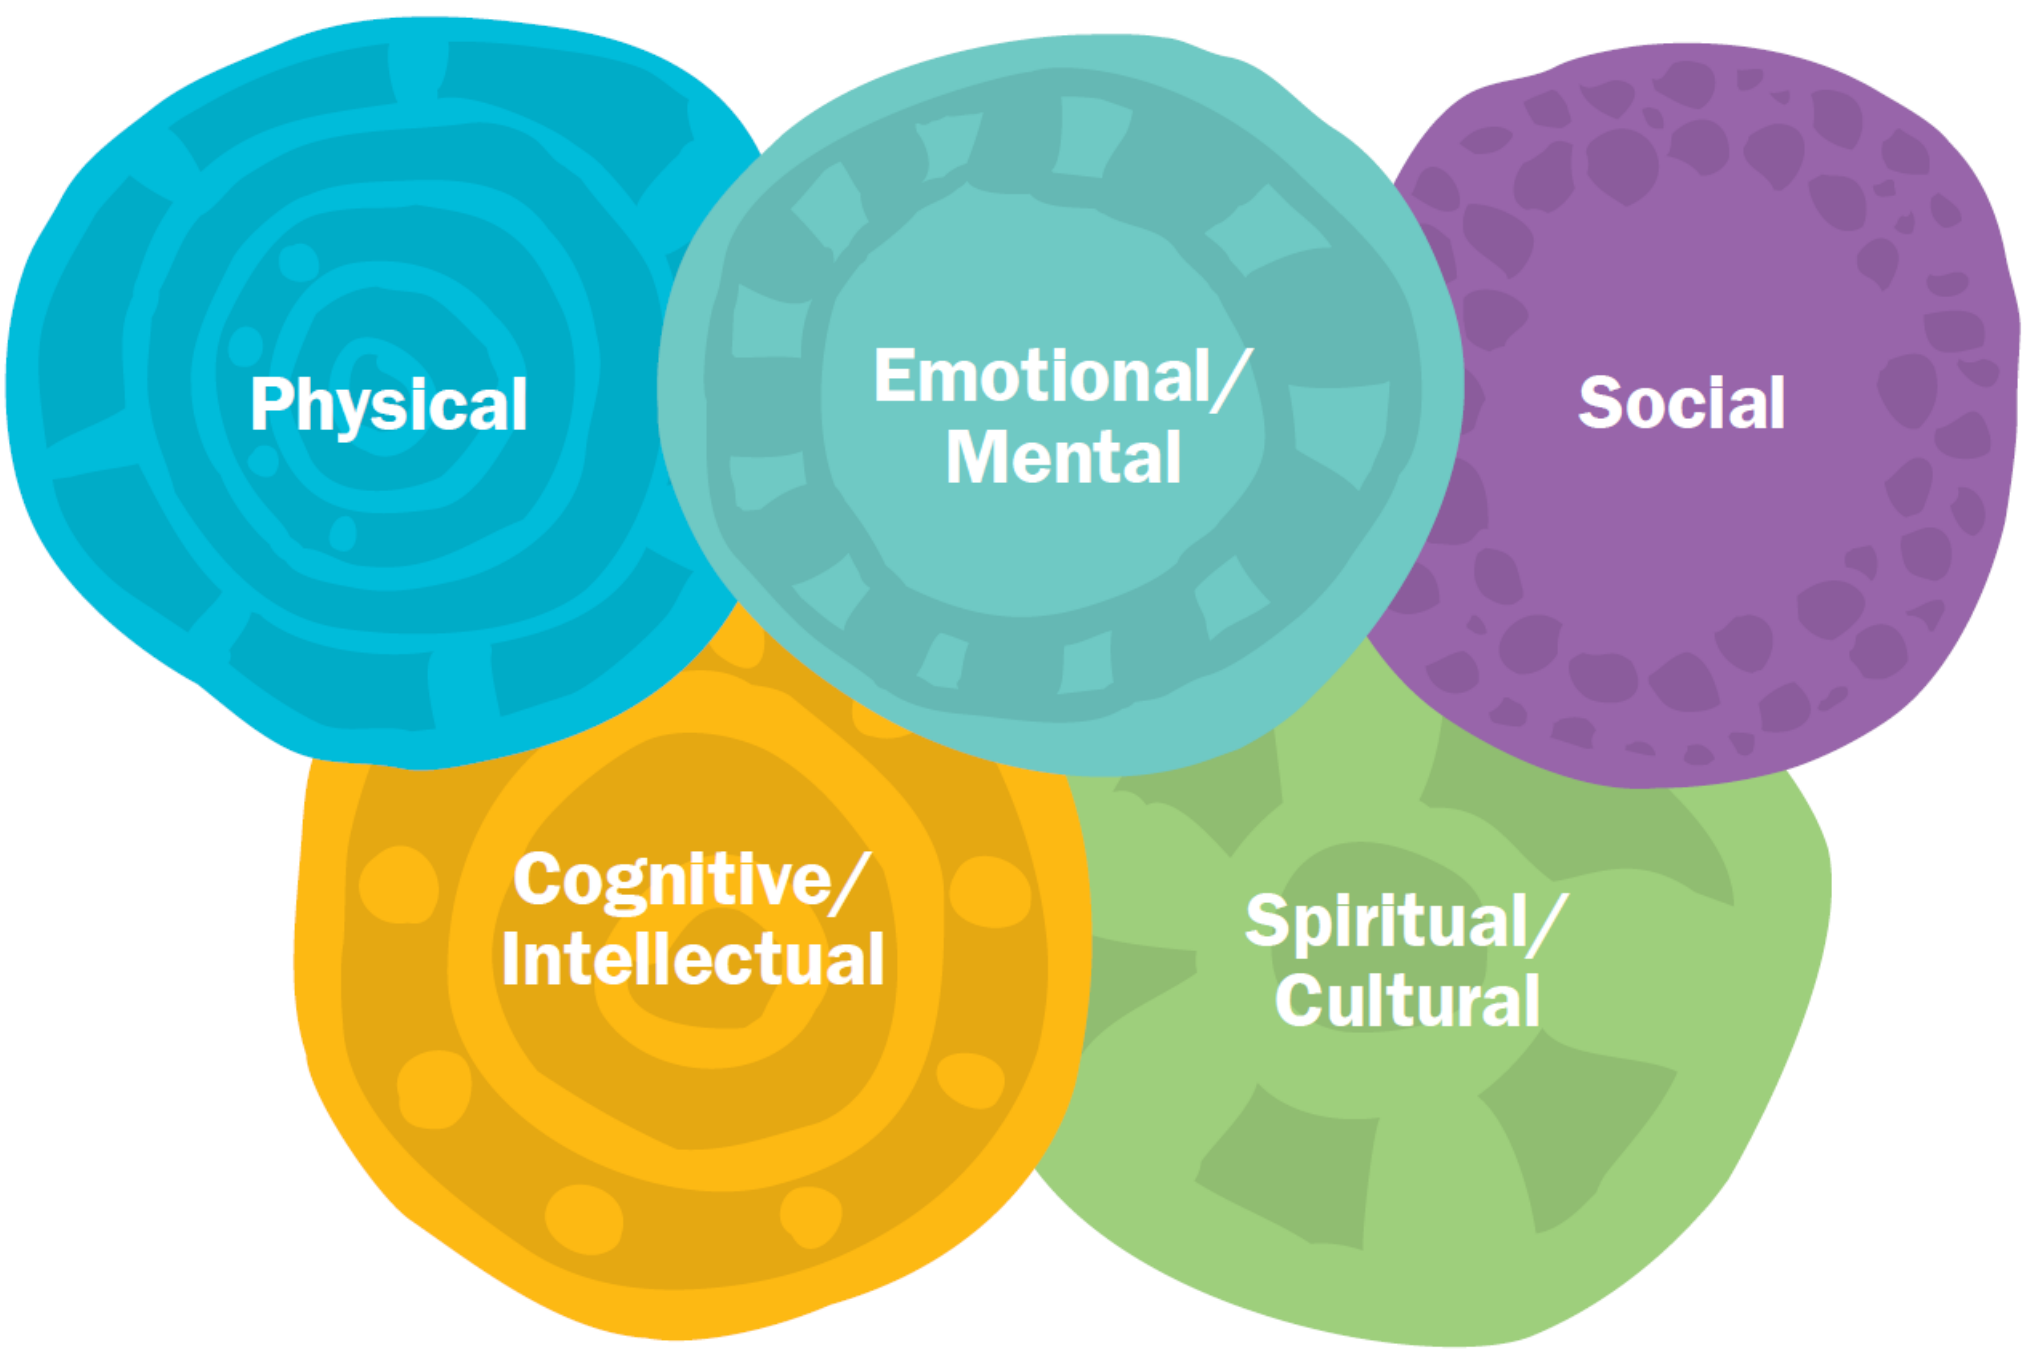 Physical
Emotional/
Mental
Social
Cognitive/
Intellectual
Spiritual/
Cultural